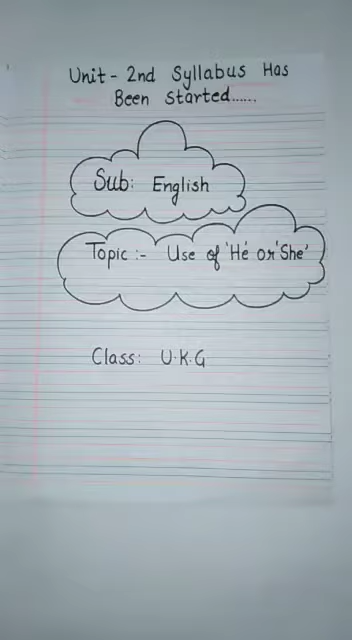 Unit - 2nd Syllabus Has
Been Started......
Sub: English
Topic :- Use of 'He' or 'She'
Class: U.K.G